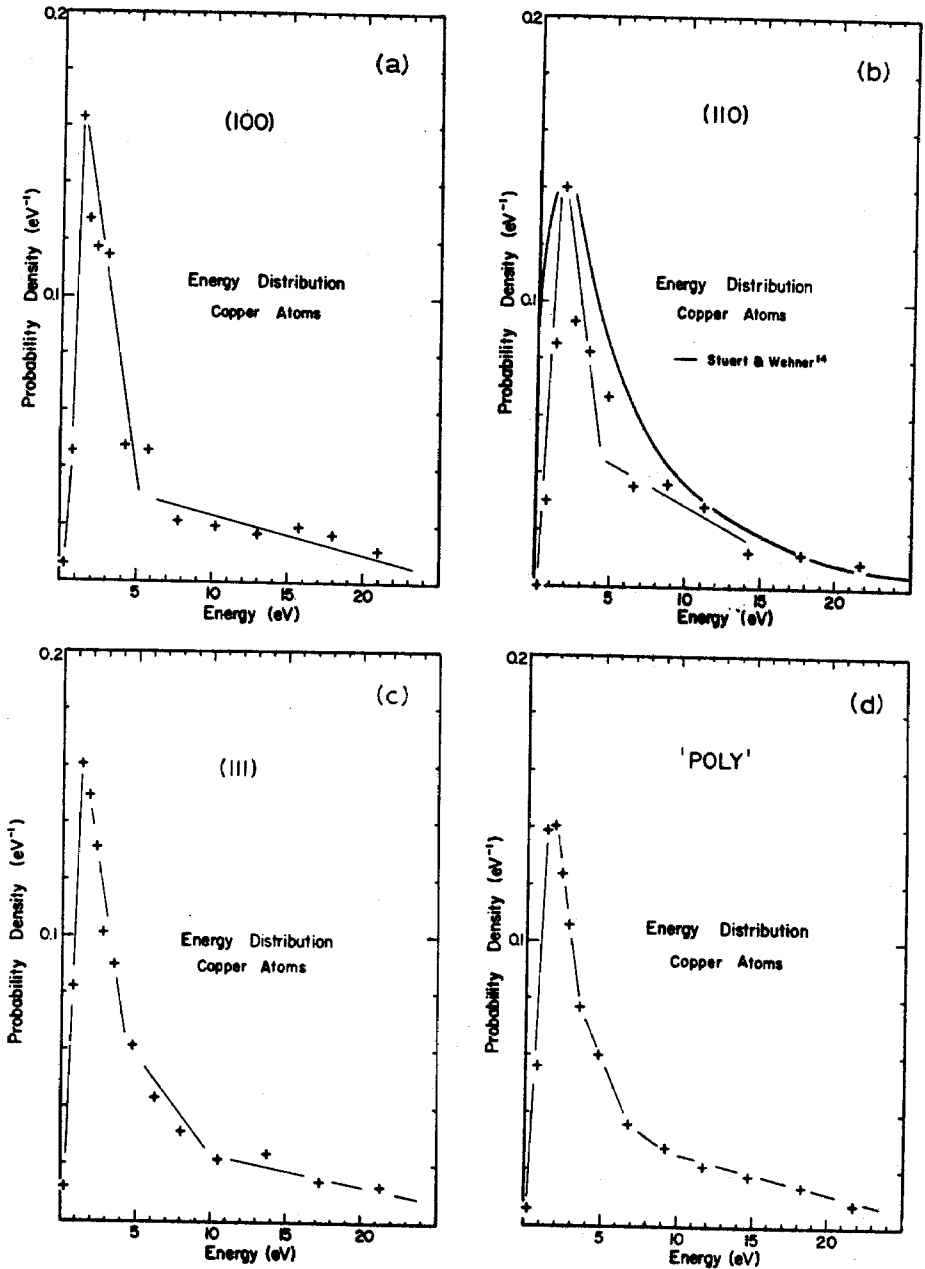 0.2
(a)
(100)
Probability Density (eV⁻¹)
0.1
Energy Distribution
Copper Atoms
5 10 15 20
Energy (eV)
0.2
(b)
(110)
Probability Density (eV⁻¹)
0.1
Energy Distribution
Copper Atoms
— Stuart & Wehner¹⁴
5 10 15 20
Energy (eV)
0.2
(c)
(111)
Probability Density (eV⁻¹)
0.1
Energy Distribution
Copper Atoms
5 10 15 20
Energy (eV)
0.2
(d)
'POLY'
Probability Density (eV⁻¹)
0.1
Energy Distribution
Copper Atoms
5 10 15 20
Energy (eV)